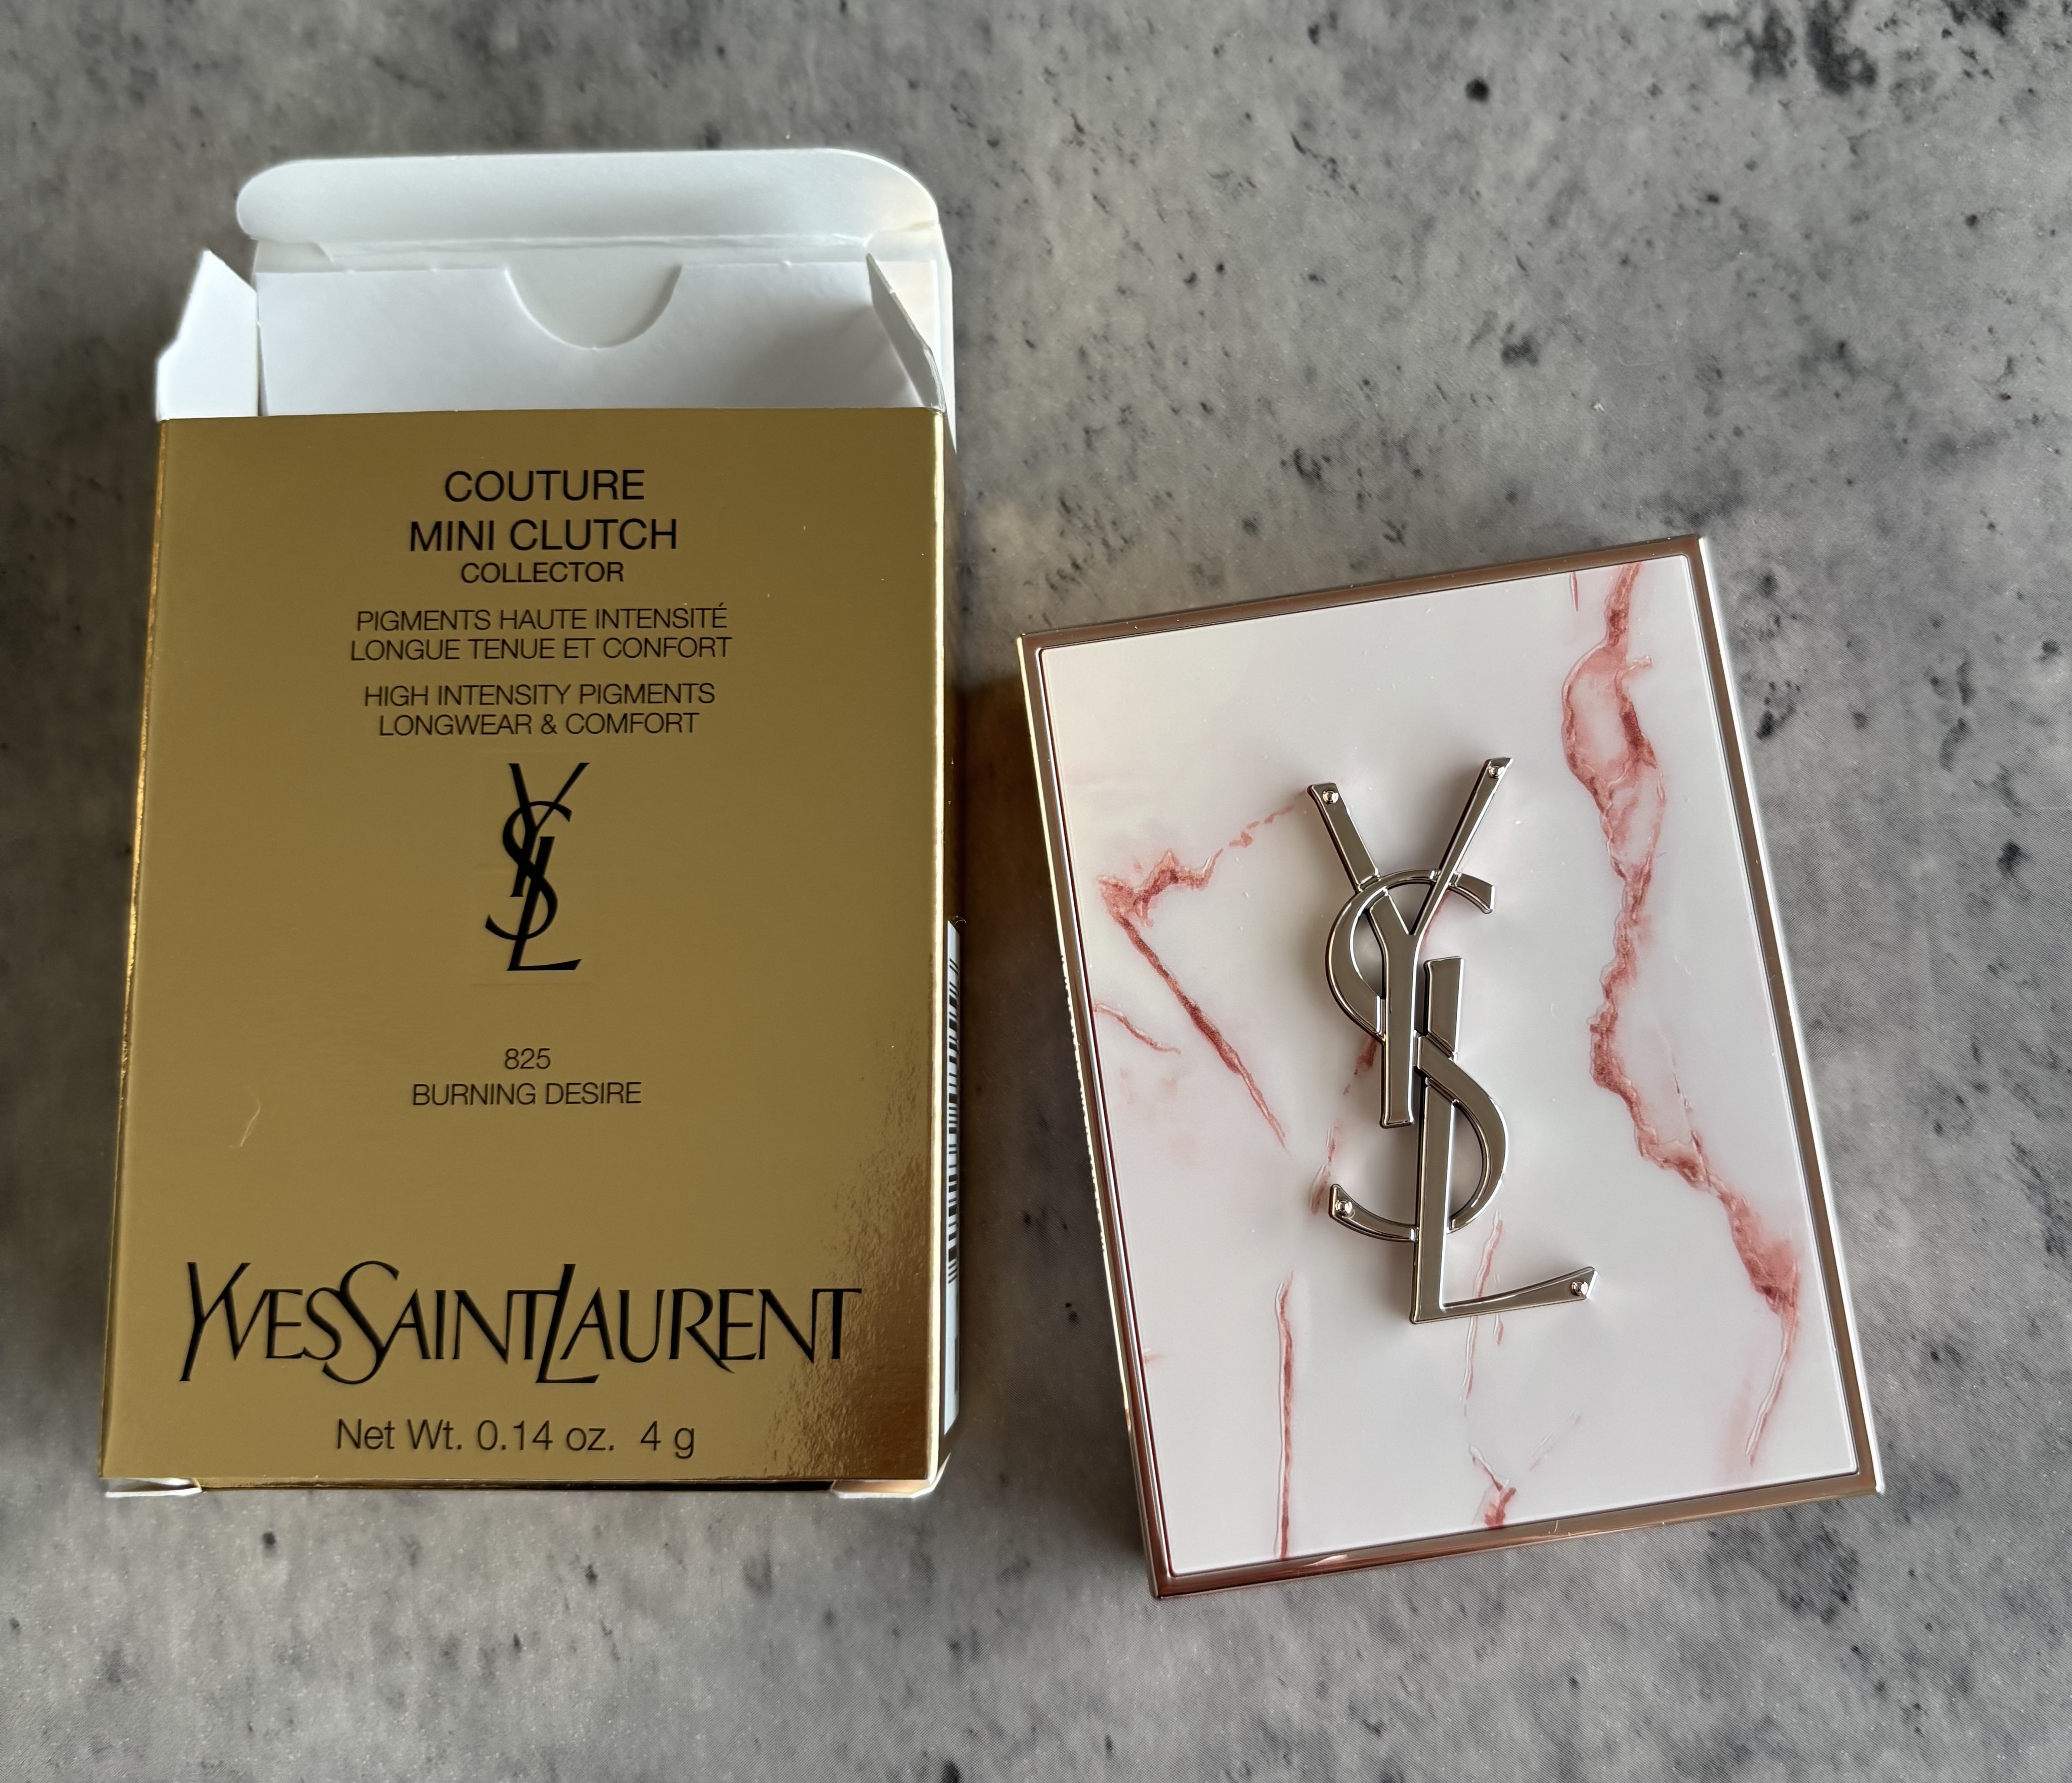 COUTURE
MINI CLUTCH
COLLECTOR
PIGMENTS HAUTE INTENSITÉ
LONGUE TENUE ET CONFORT
HIGH INTENSITY PIGMENTS
LONGWEAR & COMFORT
YSL
825
BURNING DESIRE
YVESSAINTLAURENT
Net Wt. 0.14 oz. 4 g
YSL